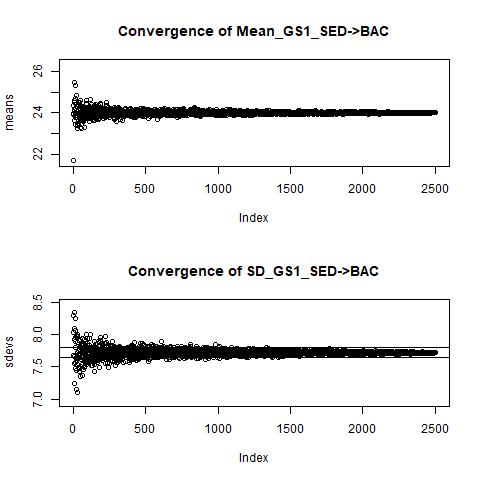 Convergence of Mean_GS1_SED->BAC
26
24
22
means
0 500 1000 1500 2000 2500
Index
Convergence of SD_GS1_SED->BAC
8.5
8.0
7.5
7.0
sdevs
0 500 1000 1500 2000 2500
Index